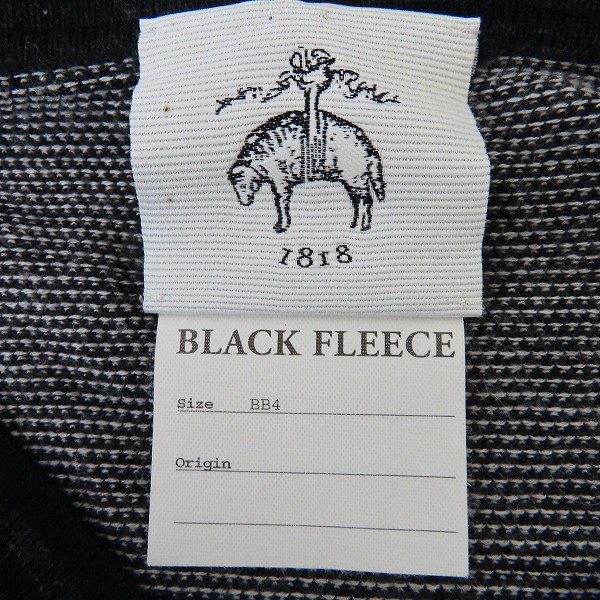 1818
BLACK FLEECE
Size BB4
Origin